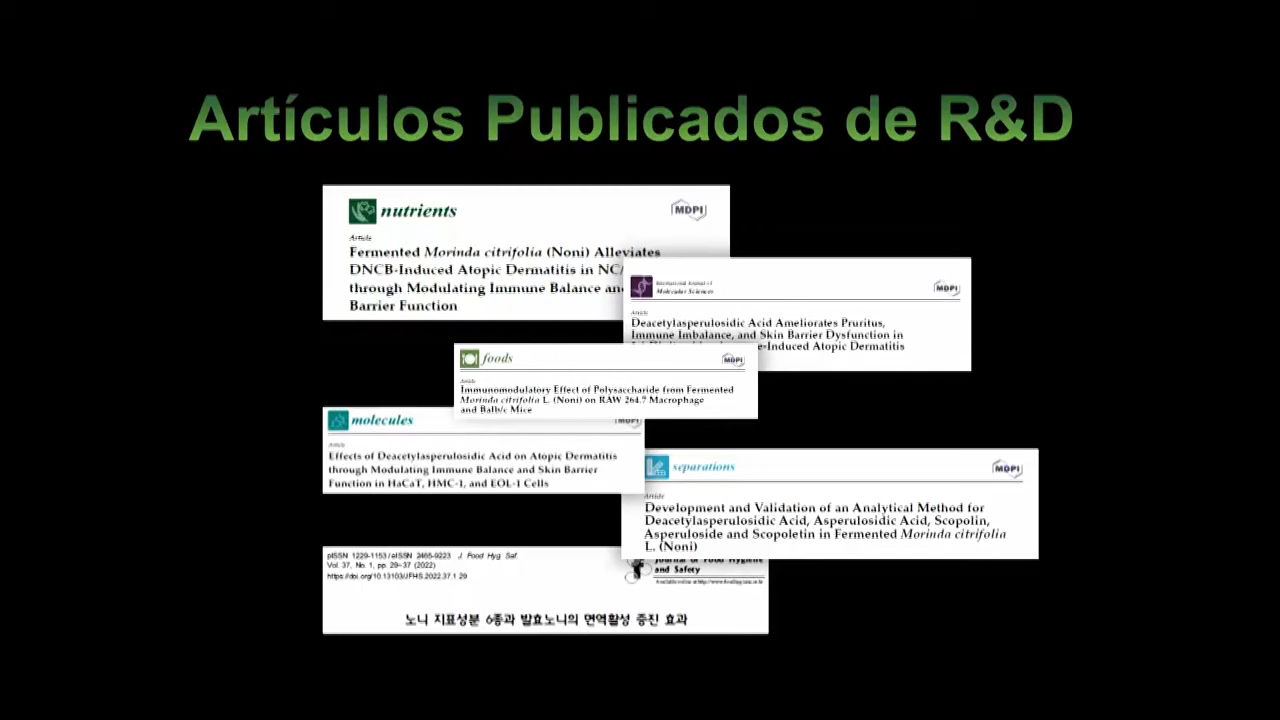 Artículos Publicados de R&D
nutrients
MDPI
Article
Fermented Morinda citrifolia (Noni) Alleviates
DNCB-Induced Atopic Dermatitis in NC/
through Modulating Immune Balance and
Barrier Function
International Journal of
Molecular Sciences
MDPI
Article
Deacetylasperulosidic Acid Ameliorates Pruritus,
Immune Imbalance, and Skin Barrier Dysfunction in
e-Induced Atopic Dermatitis
foods
MDPI
Article
Immunomodulatory Effect of Polysaccharide from Fermented
Morinda citrifolia L. (Noni) on RAW 264.7 Macrophage
and Balb/c Mice
molecules
MDPI
Article
Effects of Deacetylasperulosidic Acid on Atopic Dermatitis
through Modulating Immune Balance and Skin Barrier
Function in HaCaT, HMC-1, and EOL-1 Cells
separations
MDPI
Article
Development and Validation of an Analytical Method for
Deacetylasperulosidic Acid, Asperulosidic Acid, Scopolin,
Asperuloside and Scopoletin in Fermented Morinda citrifolia
L. (Noni)
pISSN 1229-1153 / eISSN 2465-9223 J. Food Hyg. Saf.
Vol. 37, No. 1, pp. 29~37 (2022)
https://doi.org/10.13103/JFHS.2022.37.1.29
Journal of Food Hygiene
and Safety
Available online at http://www.foodhygiene.or.kr
노니 지표성분 6종과 발효노니의 면역활성 증진 효과